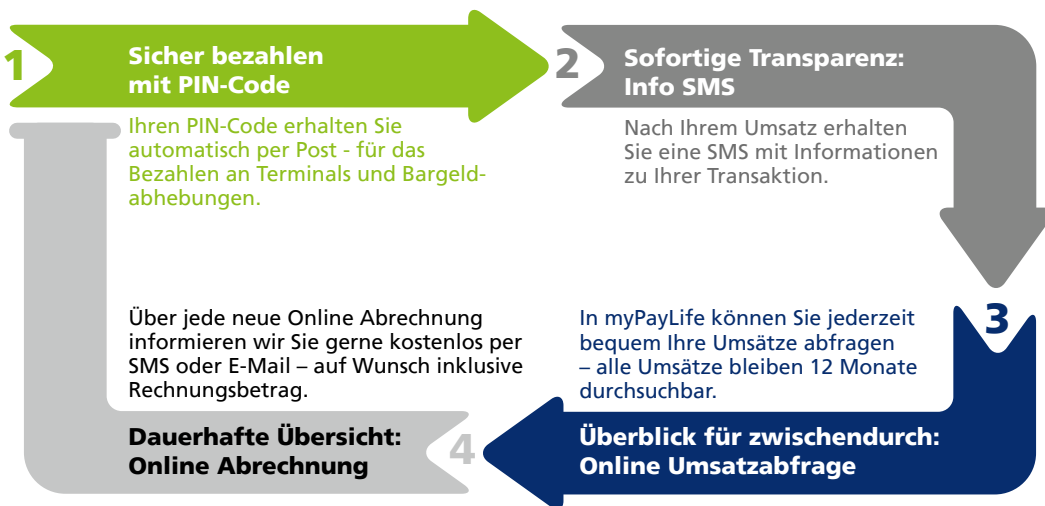 1
Sicher bezahlen
mit PIN-Code
Ihren PIN-Code erhalten Sie
automatisch per Post - für das
Bezahlen an Terminals und Bargeld-
abhebungen.
2
Sofortige Transparenz:
Info SMS
Nach Ihrem Umsatz erhalten
Sie eine SMS mit Informationen
zu Ihrer Transaktion.
3
In myPayLife können Sie jederzeit
bequem Ihre Umsätze abfragen
– alle Umsätze bleiben 12 Monate
durchsuchbar.
Überblick für zwischendurch:
Online Umsatzabfrage
4
Über jede neue Online Abrechnung
informieren wir Sie gerne kostenlos per
SMS oder E-Mail – auf Wunsch inklusive
Rechnungsbetrag.
Dauerhafte Übersicht:
Online Abrechnung